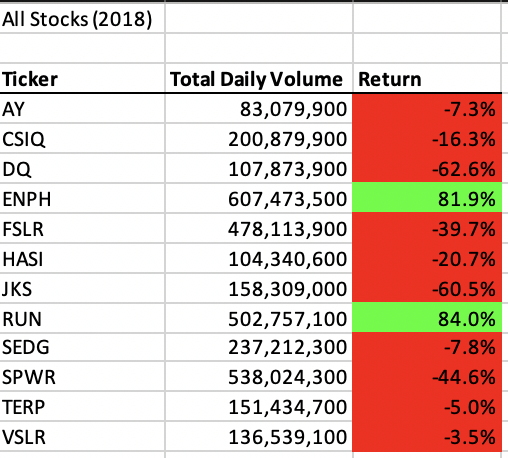 All Stocks (2018)
Ticker Total Daily Volume Return
AY 83,079,900 -7.3%
CSIQ 200,879,900 -16.3%
DQ 107,873,900 -62.6%
ENPH 607,473,500 81.9%
FSLR 478,113,900 -39.7%
HASI 104,340,600 -20.7%
JKS 158,309,000 -60.5%
RUN 502,757,100 84.0%
SEDG 237,212,300 -7.8%
SPWR 538,024,300 -44.6%
TERP 151,434,700 -5.0%
VSLR 136,539,100 -3.5%